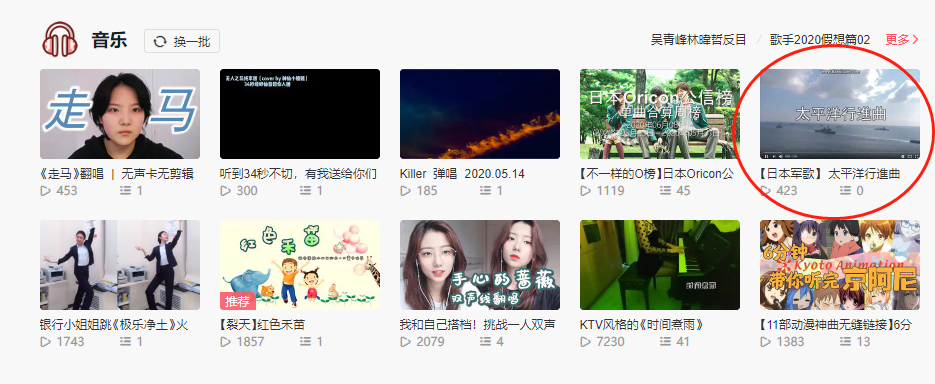 音乐
换一批
吴青峰林暐哲反目 / 歌手2020假想篇02 更多 >
走马
《走马》翻唱 | 无声卡无剪辑
453 1
听到34秒不切，有我送给你们
300 1
Killer 弹唱 2020.05.14
185 1
日本Oricon公信榜
单曲合算周榜
【不一样的O榜】日本Oricon公
1119 45
太平洋行進曲
【日本军歌】 太平洋行進曲
423 0
银行小姐姐跳《极乐净土》火
1743 1
红色禾苗
推荐
【裂天】红色禾苗
1857 124
手心的蔷薇
双声线翻唱
我和自己搭档！挑战一人双声
2079 4
时间煮雨
KTV风格的《时间煮雨》
7230 41
6分钟
Kyoto Animation
带你听完京阿尼
【11部动漫神曲无缝链接】6分
1383 13